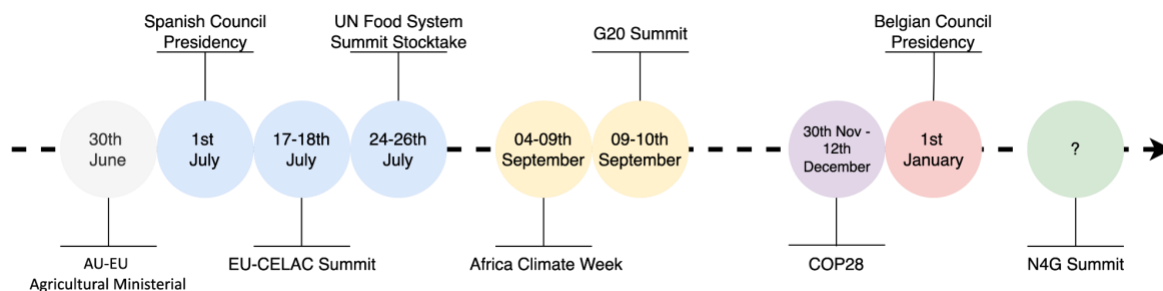 Spanish Council
Presidency
UN Food System
Summit Stocktake
G20 Summit
Belgian Council
Presidency
30th
June
1st
July
17-18th
July
24-26th
July
04-09th
September
09-10th
September
30th Nov -
12th
December
1st
January
?
AU-EU
Agricultural Ministerial
EU-CELAC Summit
Africa Climate Week
COP28
N4G Summit